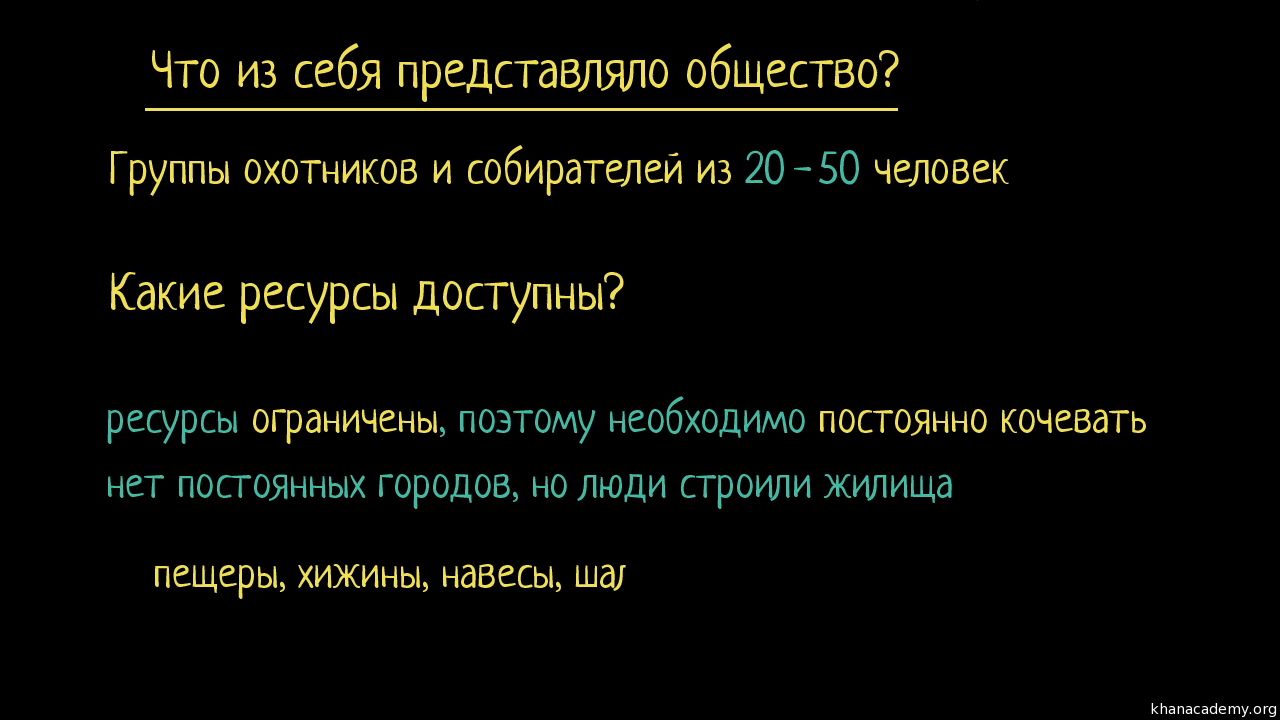 Что из себя представляло общество?
Группы охотников и собирателей из 20-50 человек
Какие ресурсы доступны?
ресурсы ограничены, поэтому необходимо постоянно кочевать
нет постоянных городов, но люди строили жилища
пещеры, хижины, навесы,
khanacademy.org